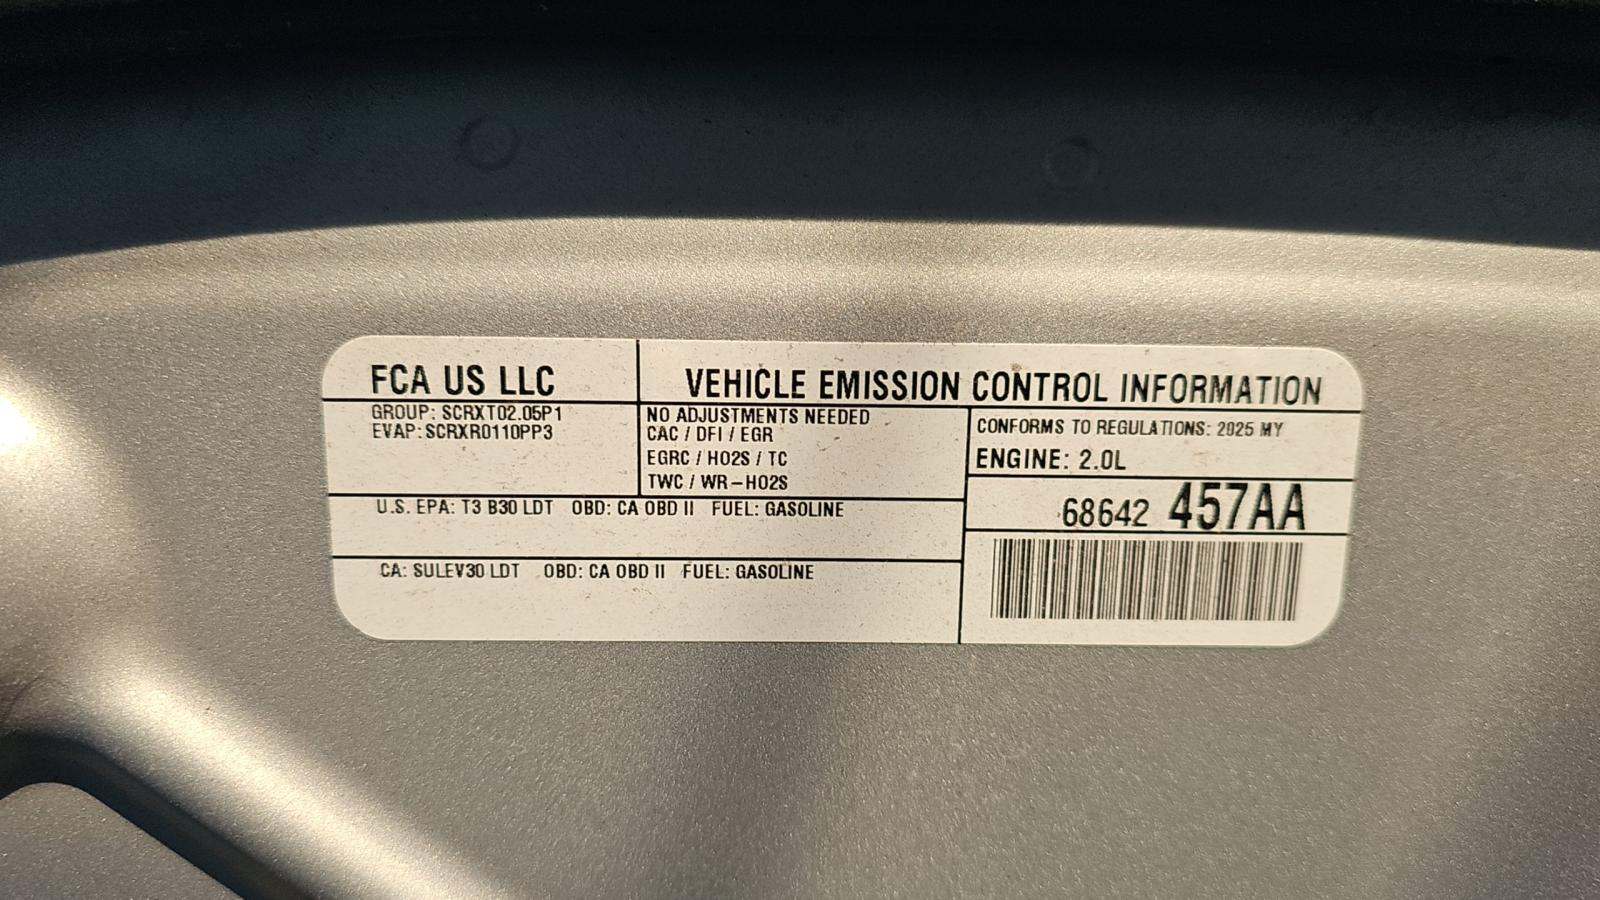 FCA US LLC
VEHICLE EMISSION CONTROL INFORMATION
GROUP: SCRXT02.05P1
EVAP: SCRXR0110PP3
NO ADJUSTMENTS NEEDED
CAC / DFI / EGR
EGRC / HO2S / TC
TWC / WR-HO2S
CONFORMS TO REGULATIONS: 2025 MY
ENGINE: 2.0L
68642 457AA
U.S. EPA: T3 B30 LDT OBD: CA OBD II FUEL: GASOLINE
CA: SULEV30 LDT OBD: CA OBD II FUEL: GASOLINE